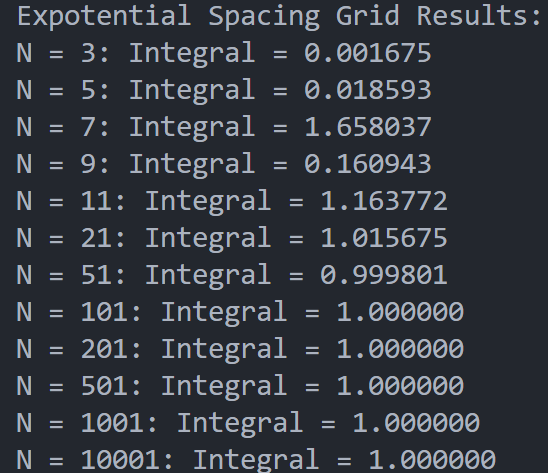 Expotential Spacing Grid Results:
N = 3: Integral = 0.001675
N = 5: Integral = 0.018593
N = 7: Integral = 1.658037
N = 9: Integral = 0.160943
N = 11: Integral = 1.163772
N = 21: Integral = 1.015675
N = 51: Integral = 0.999801
N = 101: Integral = 1.000000
N = 201: Integral = 1.000000
N = 501: Integral = 1.000000
N = 1001: Integral = 1.000000
N = 10001: Integral = 1.000000